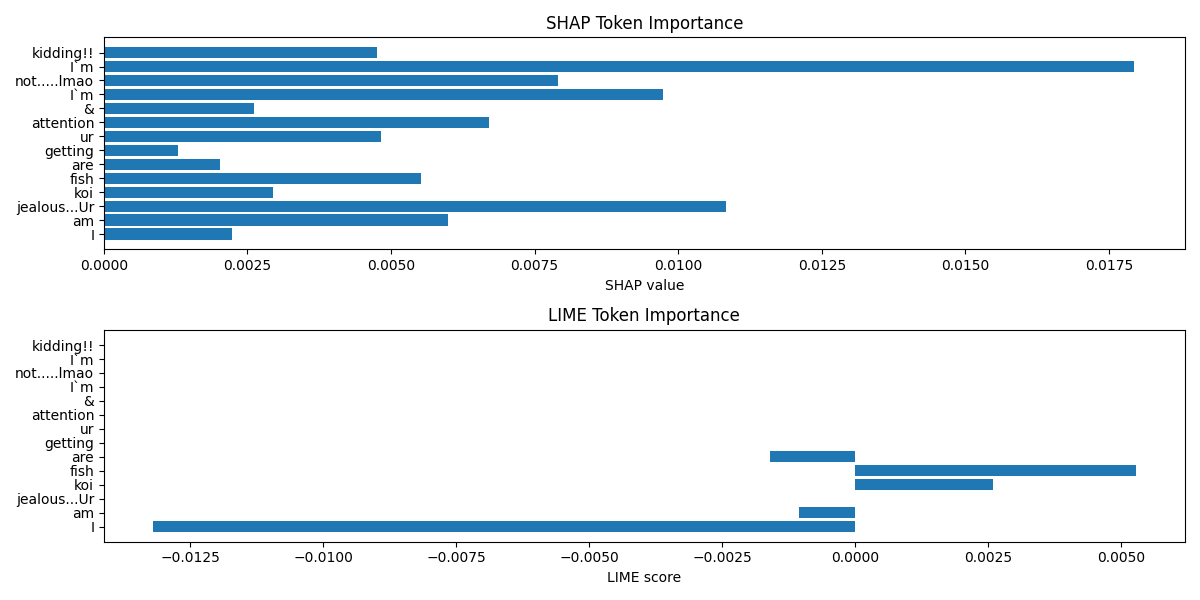 SHAP Token Importance
kidding!!
I`m
not.....lmao
I`m
&
attention
ur
getting
are
fish
koi
jealous...Ur
am
I
0.0000 0.0025 0.0050 0.0075 0.0100 0.0125 0.0150 0.0175
SHAP value
LIME Token Importance
kidding!!
I`m
not.....lmao
I`m
&
attention
ur
getting
are
fish
koi
jealous...Ur
am
I
−0.0125 −0.0100 −0.0075 −0.0050 −0.0025 0.0000 0.0025 0.0050
LIME score